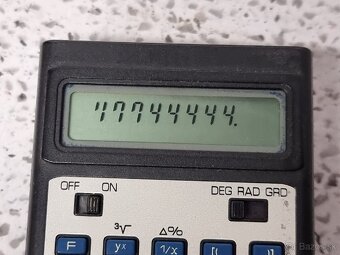 17744444.
OFF ON
DEG RAD GRD
³√ Δ%
F yˣ 1/x [( )]